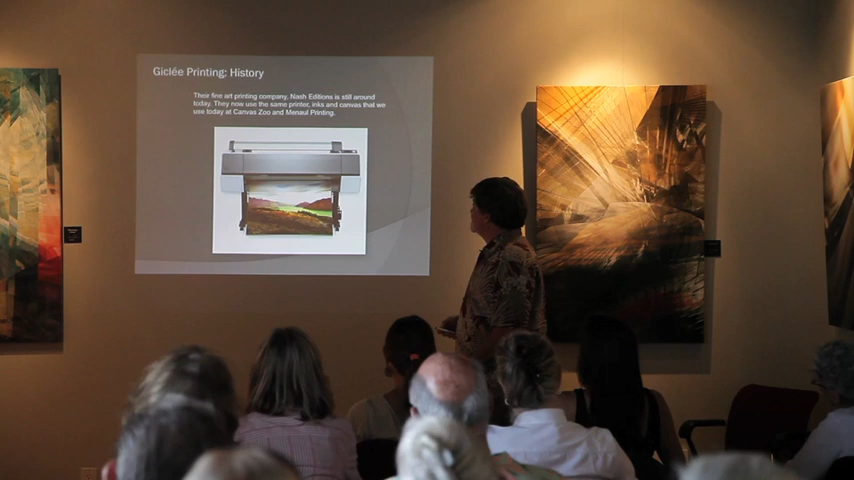 Giclée Printing; History
Their fine art printing company, Nash Editions is still around
today. They now use the same printer, inks and canvas that we
use today at Canvas Zoo and Menaul Printing.